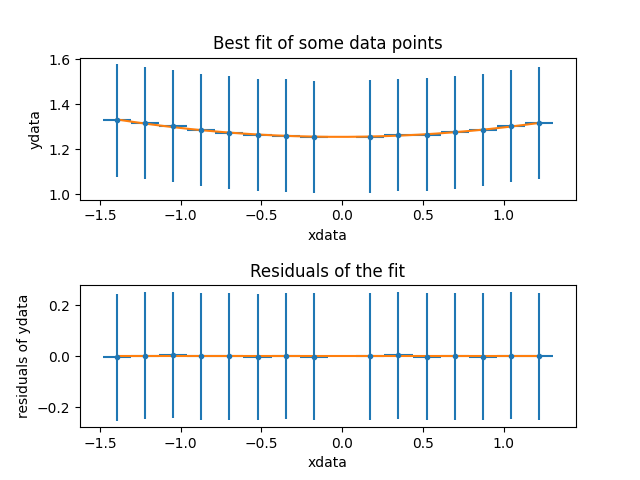 Best fit of some data points
1.6
1.4
1.2
1.0
ydata
−1.5 −1.0 −0.5 0.0 0.5 1.0
xdata
Residuals of the fit
0.2
0.0
−0.2
residuals of ydata
−1.5 −1.0 −0.5 0.0 0.5 1.0
xdata